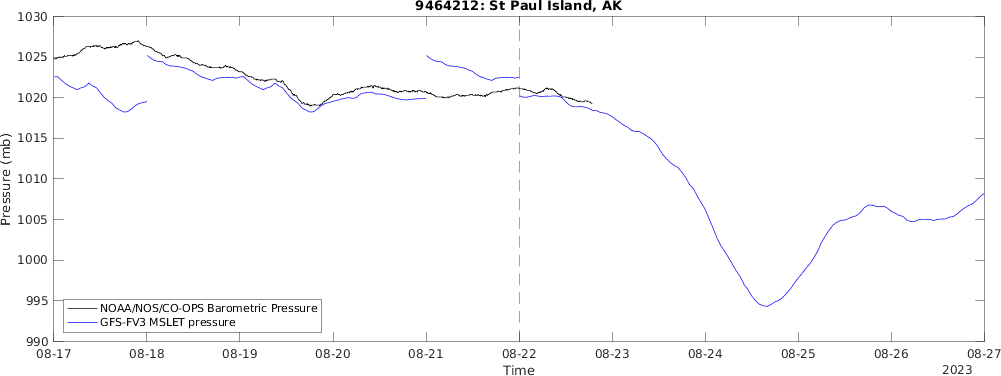 9464212: St Paul Island, AK
Pressure (mb)
1030
1025
1020
1015
1010
1005
1000
995
990
NOAA/NOS/CO-OPS Barometric Pressure
GFS-FV3 MSLET pressure
08-17 08-18 08-19 08-20 08-21 08-22 08-23 08-24 08-25 08-26 08-27
Time
2023